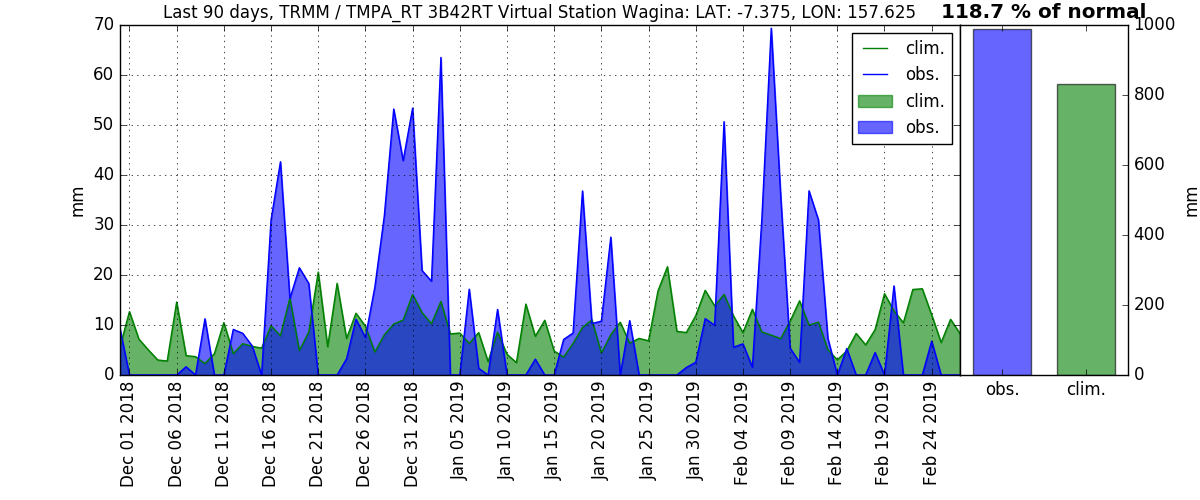 Last 90 days, TRMM / TMPA_RT 3B42RT Virtual Station Wagina: LAT: -7.375, LON: 157.625
118.7 % of normal
70
60
50
40
30
20
10
0
mm
clim.
obs.
clim.
obs.
1000
800
600
400
200
0
mm
Dec 01 2018
Dec 06 2018
Dec 11 2018
Dec 16 2018
Dec 21 2018
Dec 26 2018
Dec 31 2018
Jan 05 2019
Jan 10 2019
Jan 15 2019
Jan 20 2019
Jan 25 2019
Jan 30 2019
Feb 04 2019
Feb 09 2019
Feb 14 2019
Feb 19 2019
Feb 24 2019
obs.
clim.